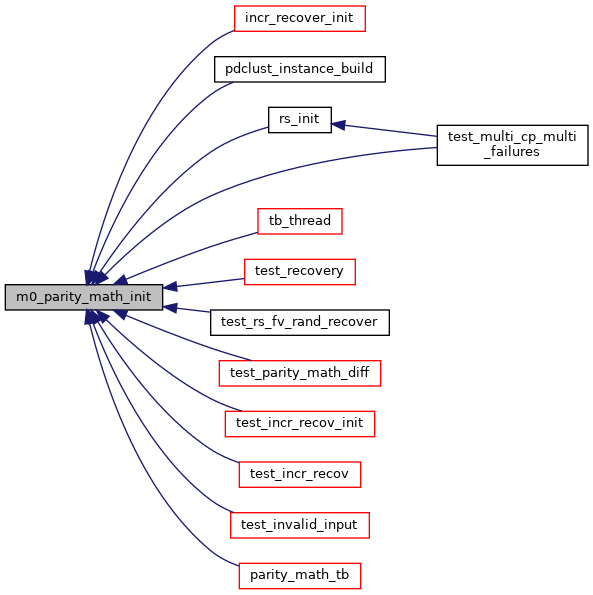 incr_recover_init
pdclust_instance_build
rs_init
test_multi_cp_multi
_failures
tb_thread
test_recovery
m0_parity_math_init
test_rs_fv_rand_recover
test_parity_math_diff
test_incr_recov_init
test_incr_recov
test_invalid_input
parity_math_tb